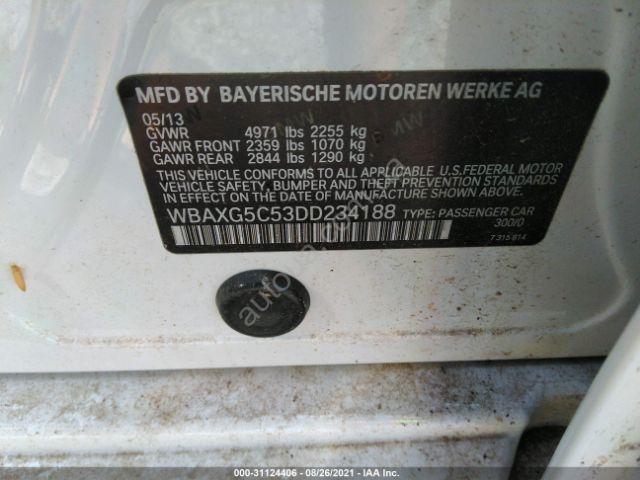 MFD BY BAYERISCHE MOTOREN WERKE AG
05/13
GVWR 4971 lbs 2255 kg
GAWR FRONT 2359 lbs 1070 kg
GAWR REAR 2844 lbs 1290 kg
THIS VEHICLE CONFORMS TO ALL APPLICABLE U.S.FEDERAL MOTOR
VEHICLE SAFETY, BUMPER AND THEFT PREVENTION STANDARDS
IN EFFECT ON THE DATE OF MANUFACTURE SHOWN ABOVE.
WBAXG5C53DD234188 TYPE: PASSENGER CAR
300/0
7 315 814
000-31124406 - 08/26/2021 - IAA Inc.